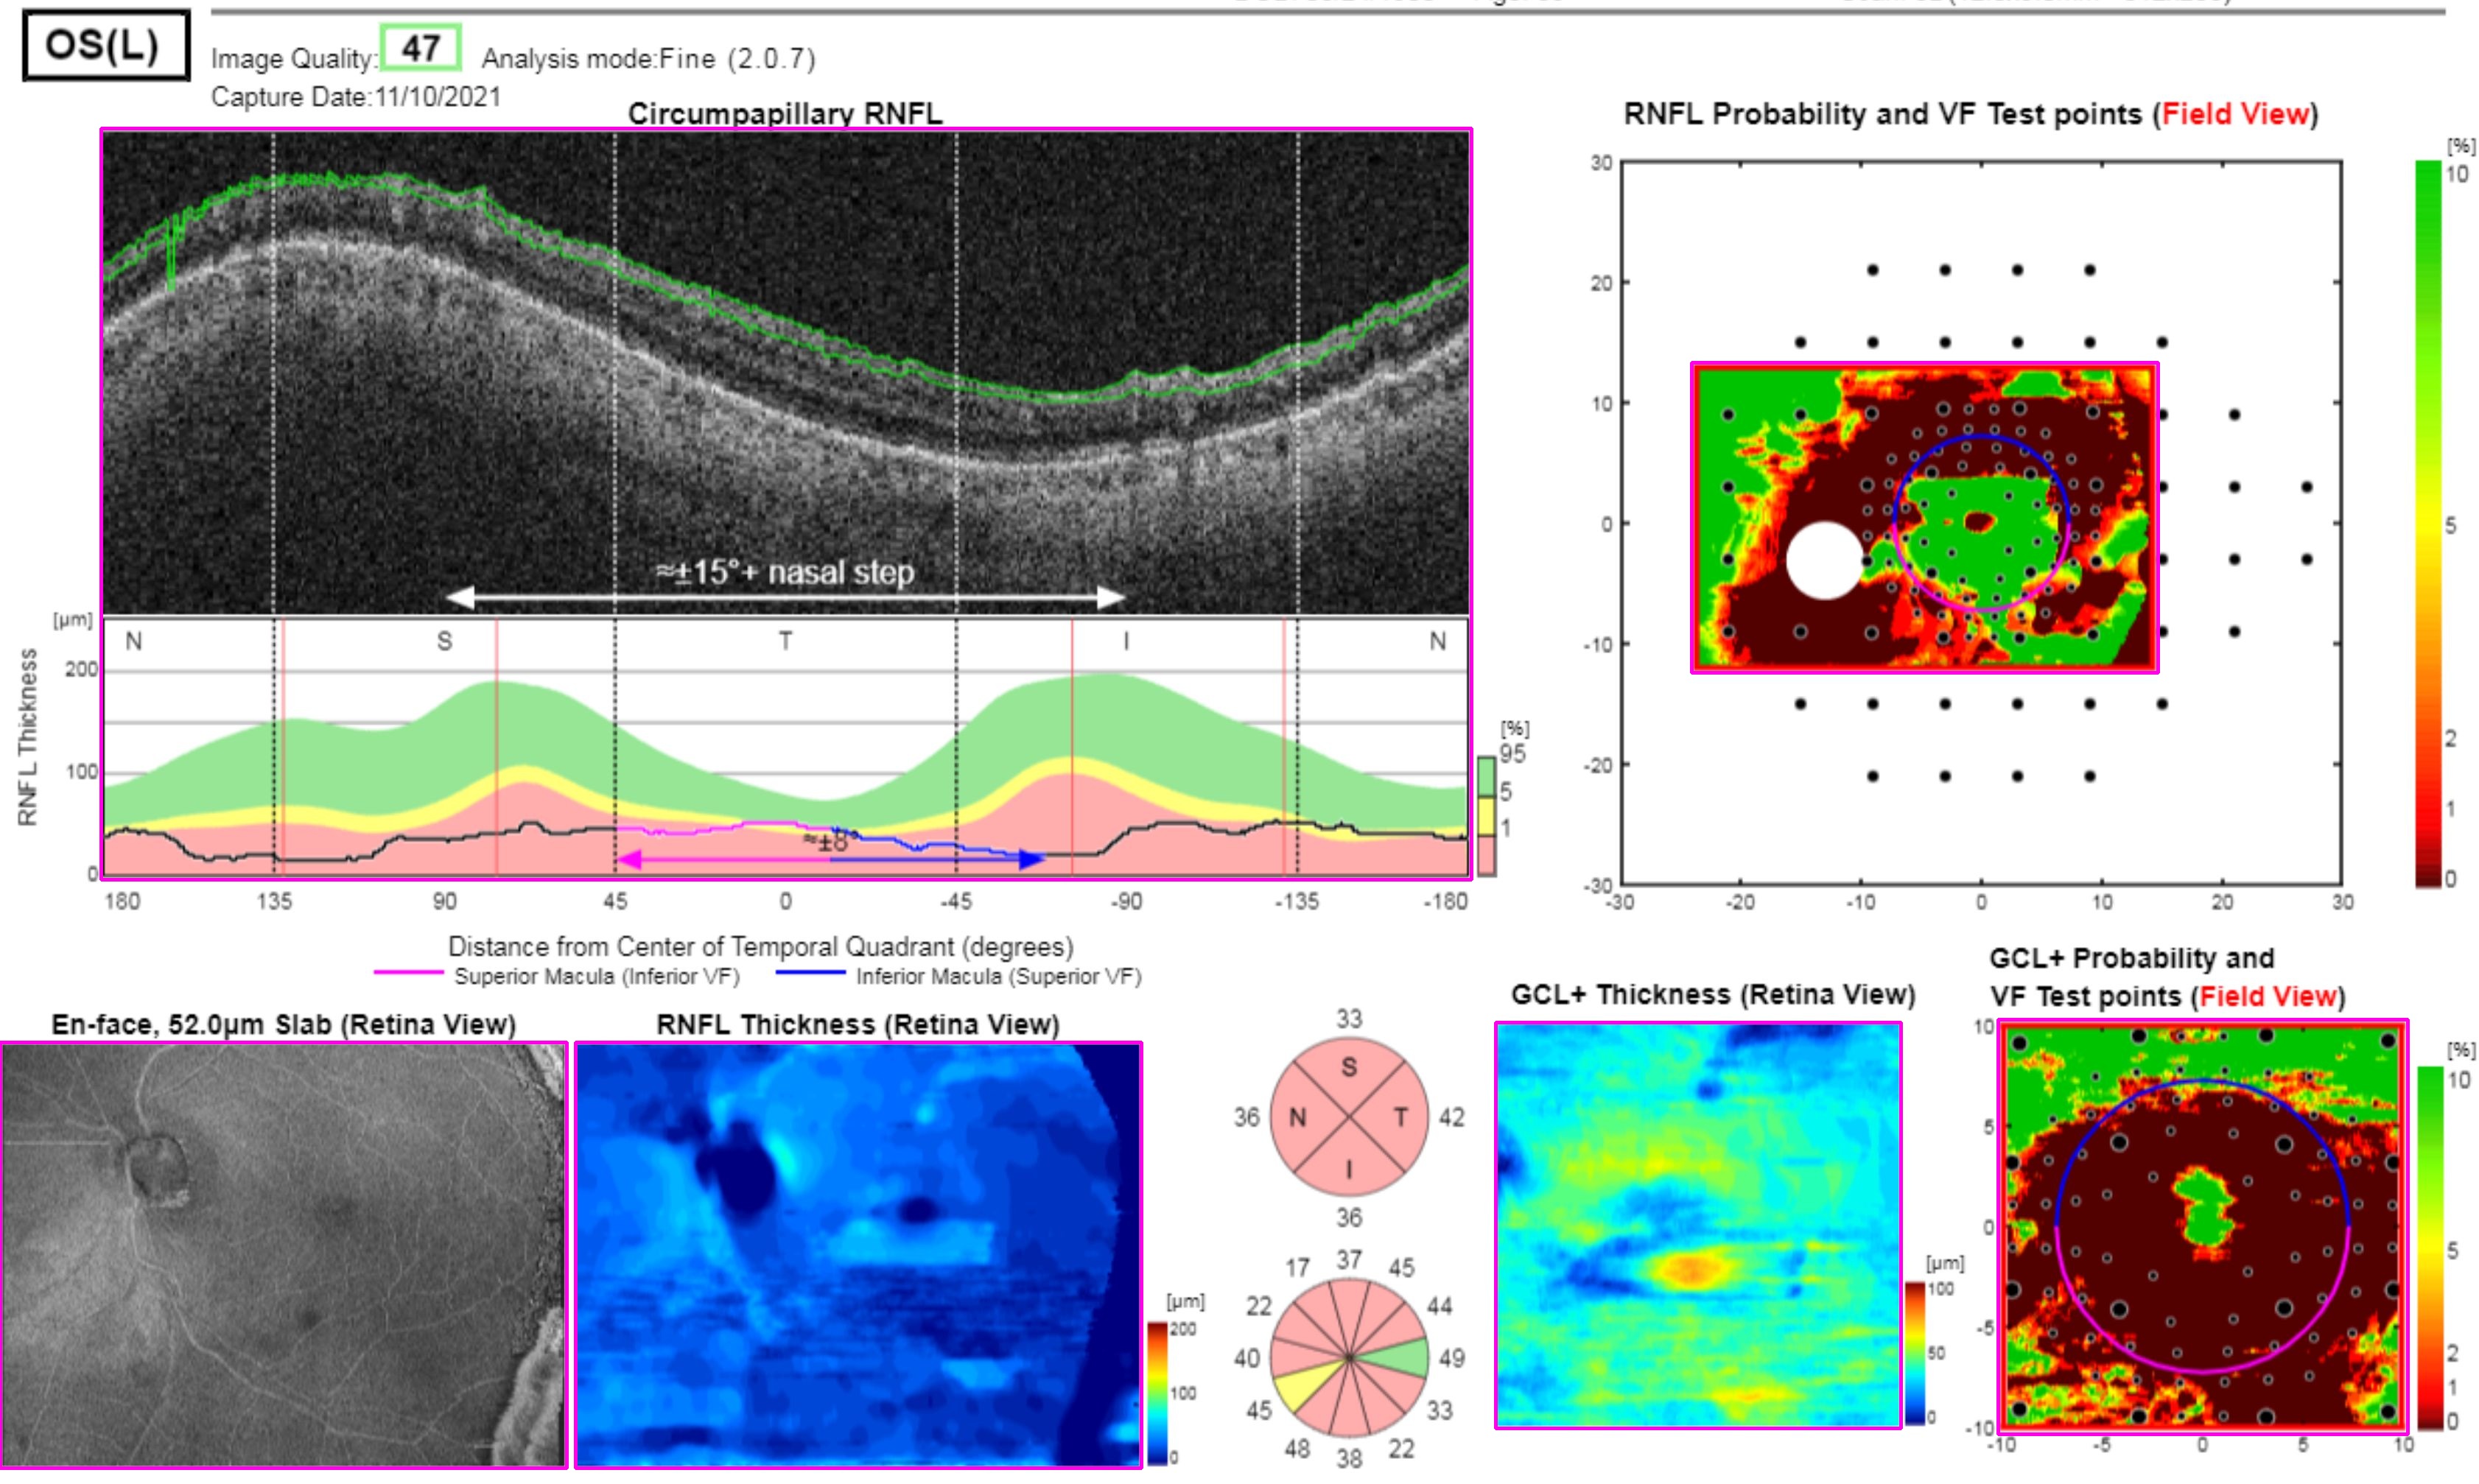 OS(L)
Image Quality: 47 Analysis mode:Fine (2.0.7)
Capture Date:11/10/2021
Circumpapillary RNFL
≈±15°+ nasal step
[µm]
N S T I N
200
100
0
RNFL Thickness
≈±8°
180 135 90 45 0 -45 -90 -135 -180
Distance from Center of Temporal Quadrant (degrees)
Superior Macula (Inferior VF) Inferior Macula (Superior VF)
[%]
95
5
1
RNFL Probability and VF Test points (Field View)
30
20
10
0
-10
-20
-30
-30 -20 -10 0 10 20 30
[%]
10
5
2
1
0
En-face, 52.0µm Slab (Retina View)
RNFL Thickness (Retina View)
[µm]
200
100
0
33
S
36 N T 42
I
36
17 37 45
22 44
40 49
45 33
48 38 22
GCL+ Thickness (Retina View)
[µm]
100
50
0
GCL+ Probability and
VF Test points (Field View)
10
5
0
-5
-10
-10 -5 0 5 10
[%]
10
5
2
1
0